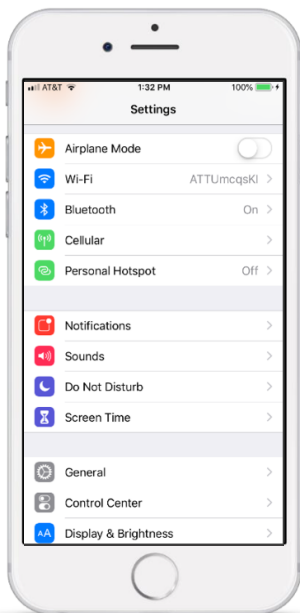 AT&T 1:32 PM 100%
Settings
Airplane Mode
Wi-Fi ATTUmcqsKI
Bluetooth On
Cellular
Personal Hotspot Off
Notifications
Sounds
Do Not Disturb
Screen Time
General
Control Center
AA Display & Brightness